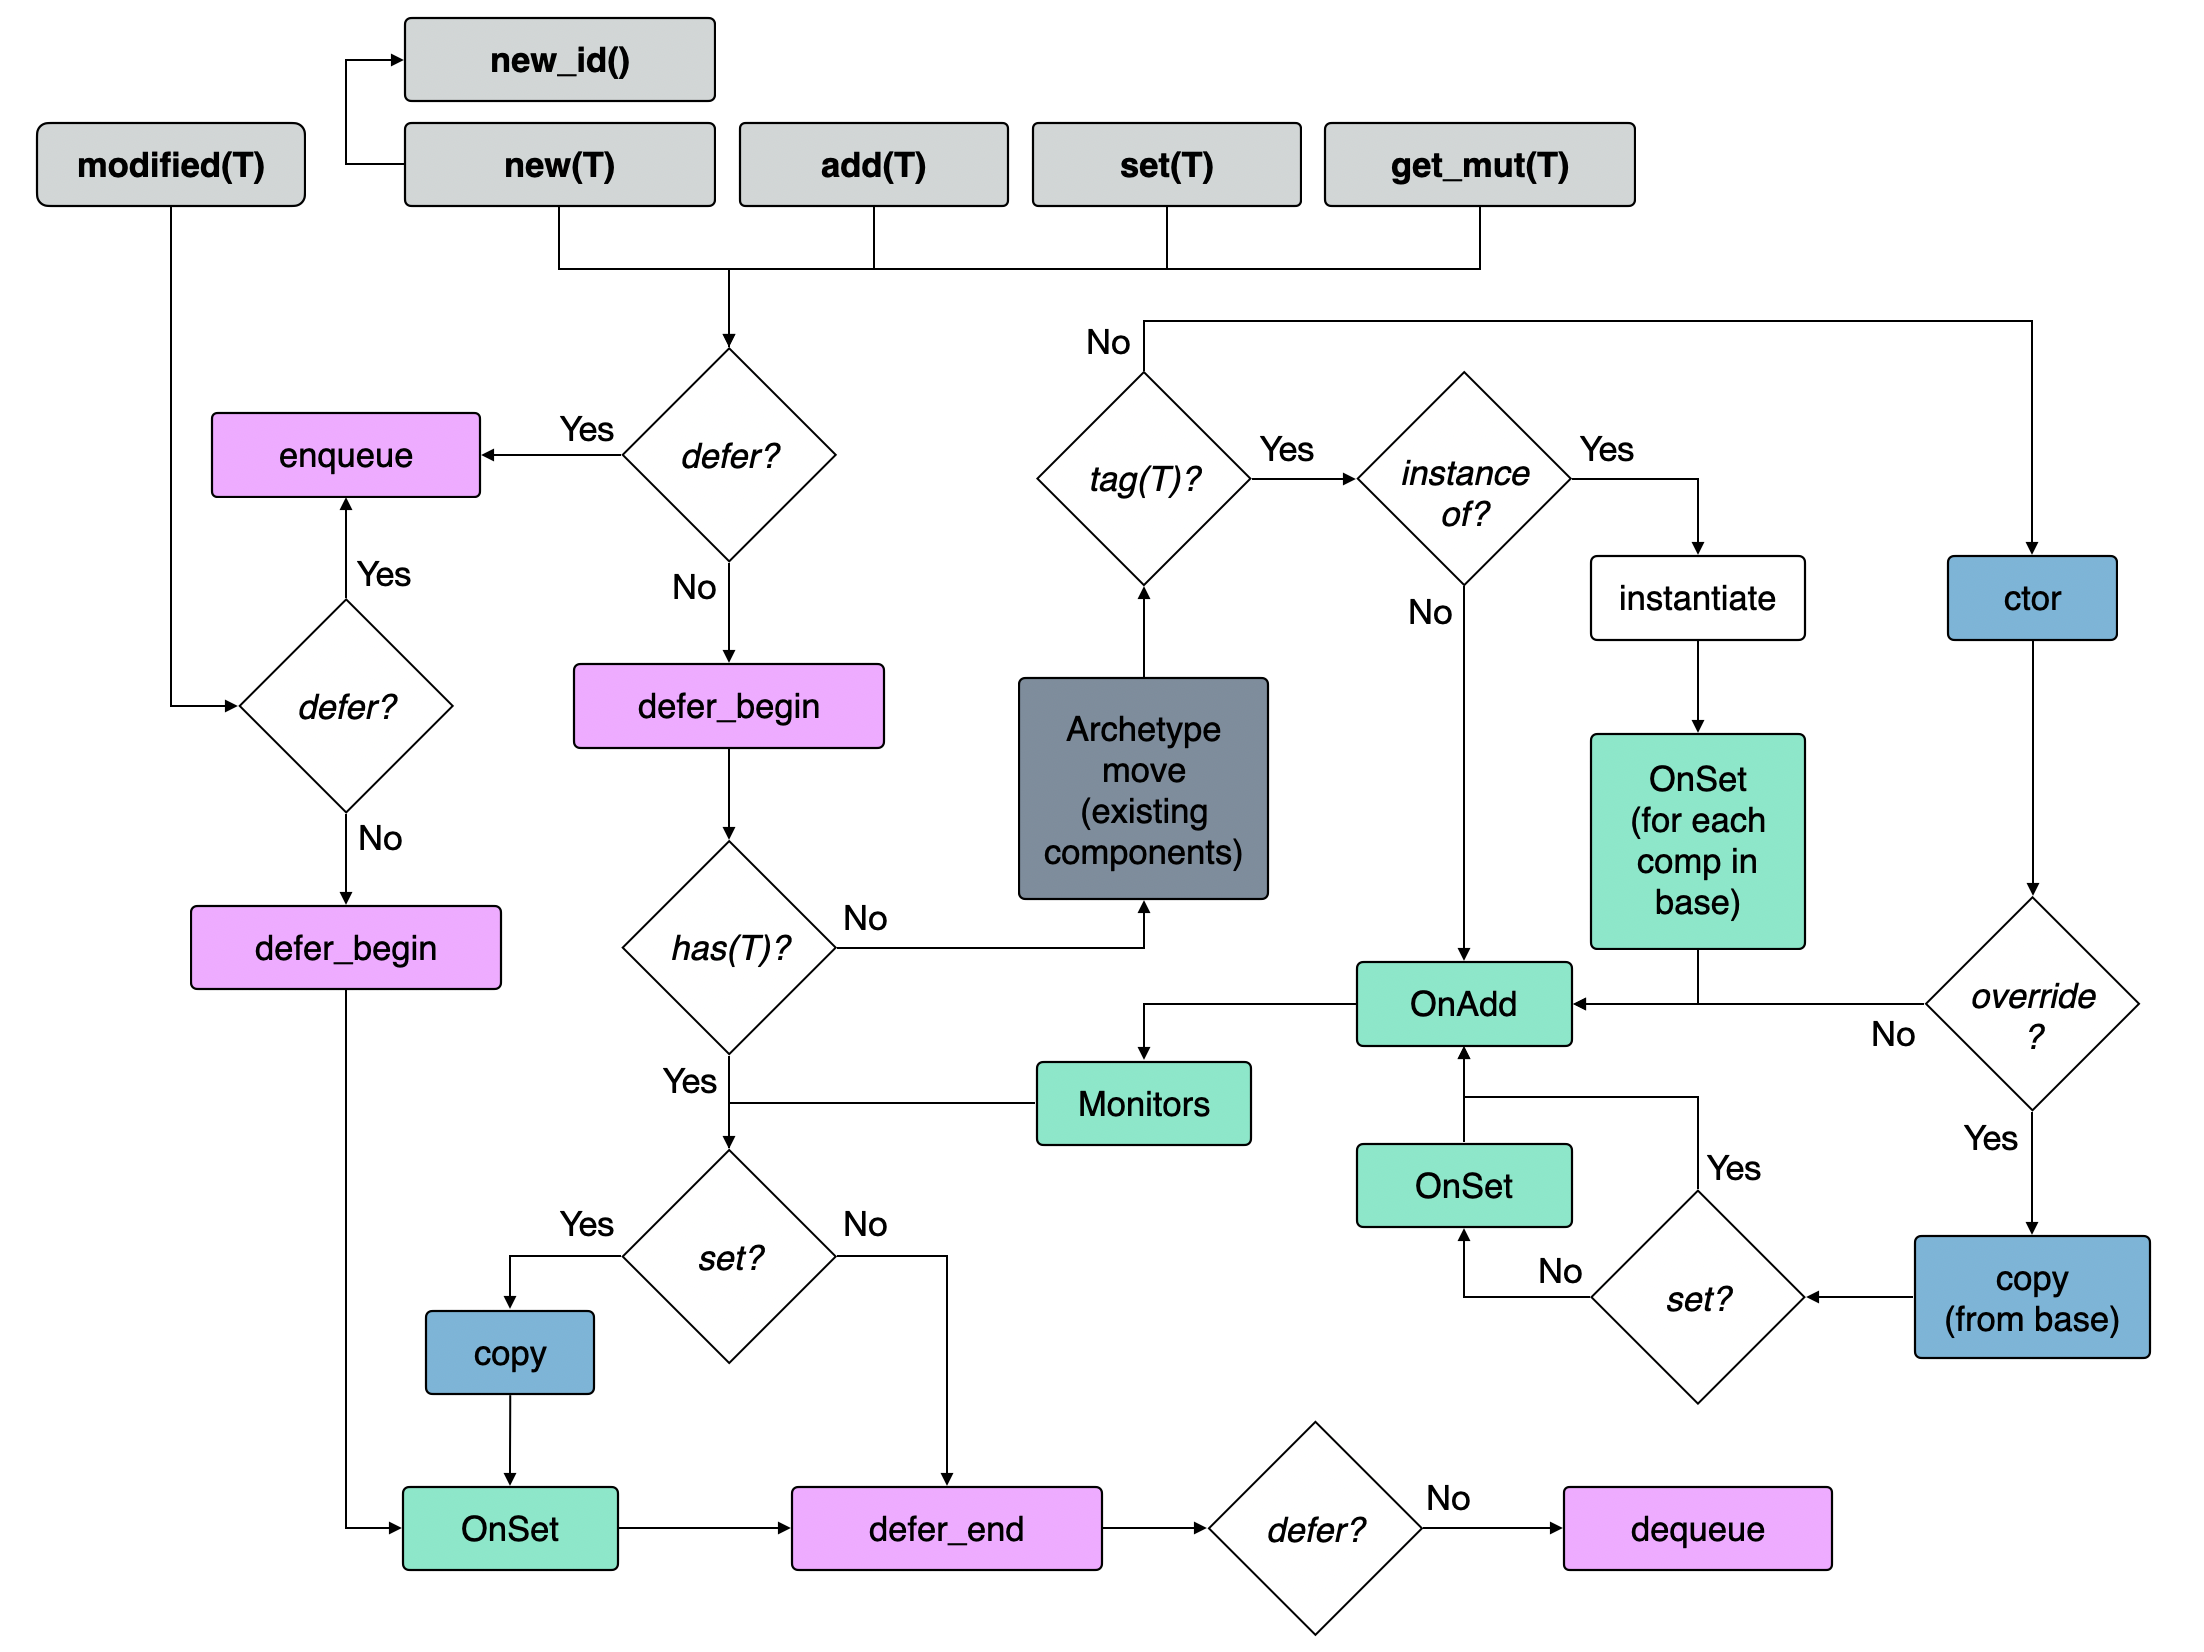 new_id()
modified(T)
new(T)
add(T)
set(T)
get_mut(T)
No
Yes
enqueue
defer?
tag(T)?
Yes
instance
of?
Yes
Yes
No
No
instantiate
ctor
defer?
defer_begin
Archetype
move
(existing
components)
OnSet
(for each
comp in
base)
No
defer_begin
has(T)?
No
OnAdd
override
?
No
Yes
Monitors
Yes
OnSet
Yes
Yes
set?
No
No
set?
copy
(from base)
copy
OnSet
defer_end
defer?
No
dequeue